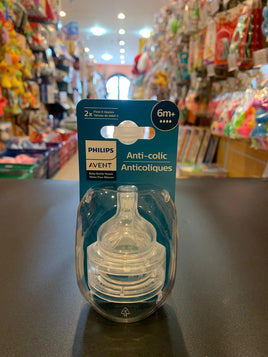 2x
6m+
PHILIPS
AVENT
Anti-colic
Anticoliques